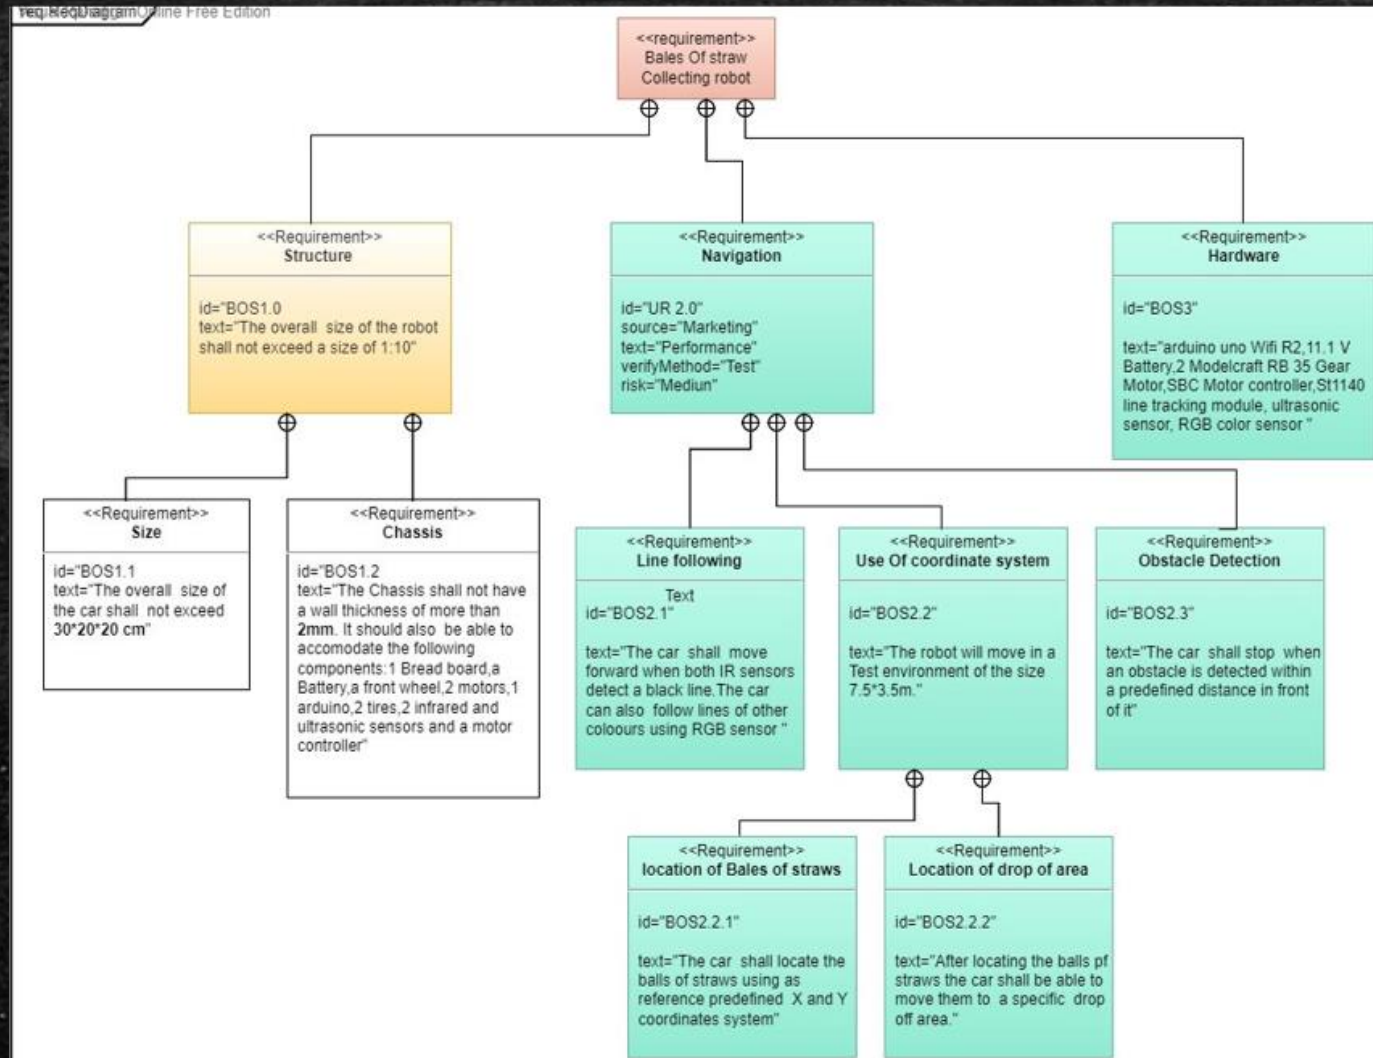 req ReqDiagram
Online Free Edition
<<requirement>>
Bales Of straw
Collecting robot
<<Requirement>>
Structure
id="BOS1.0
text="The overall size of the robot
shall not exceed a size of 1:10"
<<Requirement>>
Navigation
id="UR 2.0"
source="Marketing"
text="Performance"
verifyMethod="Test"
risk="Mediun"
<<Requirement>>
Hardware
id="BOS3"
text="arduino uno Wifi R2,11.1 V
Battery,2 Modelcraft RB 35 Gear
Motor,SBC Motor controller,St1140
line tracking module, ultrasonic
sensor, RGB color sensor "
<<Requirement>>
Size
id="BOS1.1
text="The overall size of
the car shall not exceed
30*20*20 cm"
<<Requirement>>
Chassis
id="BOS1.2
text="The Chassis shall not have
a wall thickness of more than
2mm. It should also be able to
accomodate the following
components:1 Bread board,a
Battery,a front wheel,2 motors,1
arduino,2 tires,2 infrared and
ultrasonic sensors and a motor
controller"
<<Requirement>>
Line following
Text
id="BOS2.1"
text="The car shall move
forward when both IR sensors
detect a black line.The car
can also follow lines of other
coloours using RGB sensor "
<<Requirement>>
Use Of coordinate system
id="BOS2.2"
text="The robot will move in a
Test environment of the size
7.5*3.5m."
<<Requirement>>
Obstacle Detection
id="BOS2.3"
text="The car shall stop when
an obstacle is detected within
a predefined distance in front
of it"
<<Requirement>>
location of Bales of straws
id="BOS2.2.1"
text="The car shall locate the
balls of straws using as
reference predefined X and Y
coordinates system"
<<Requirement>>
Location of drop of area
id="BOS2.2.2"
text="After locating the balls pf
straws the car shall be able to
move them to a specific drop
off area."